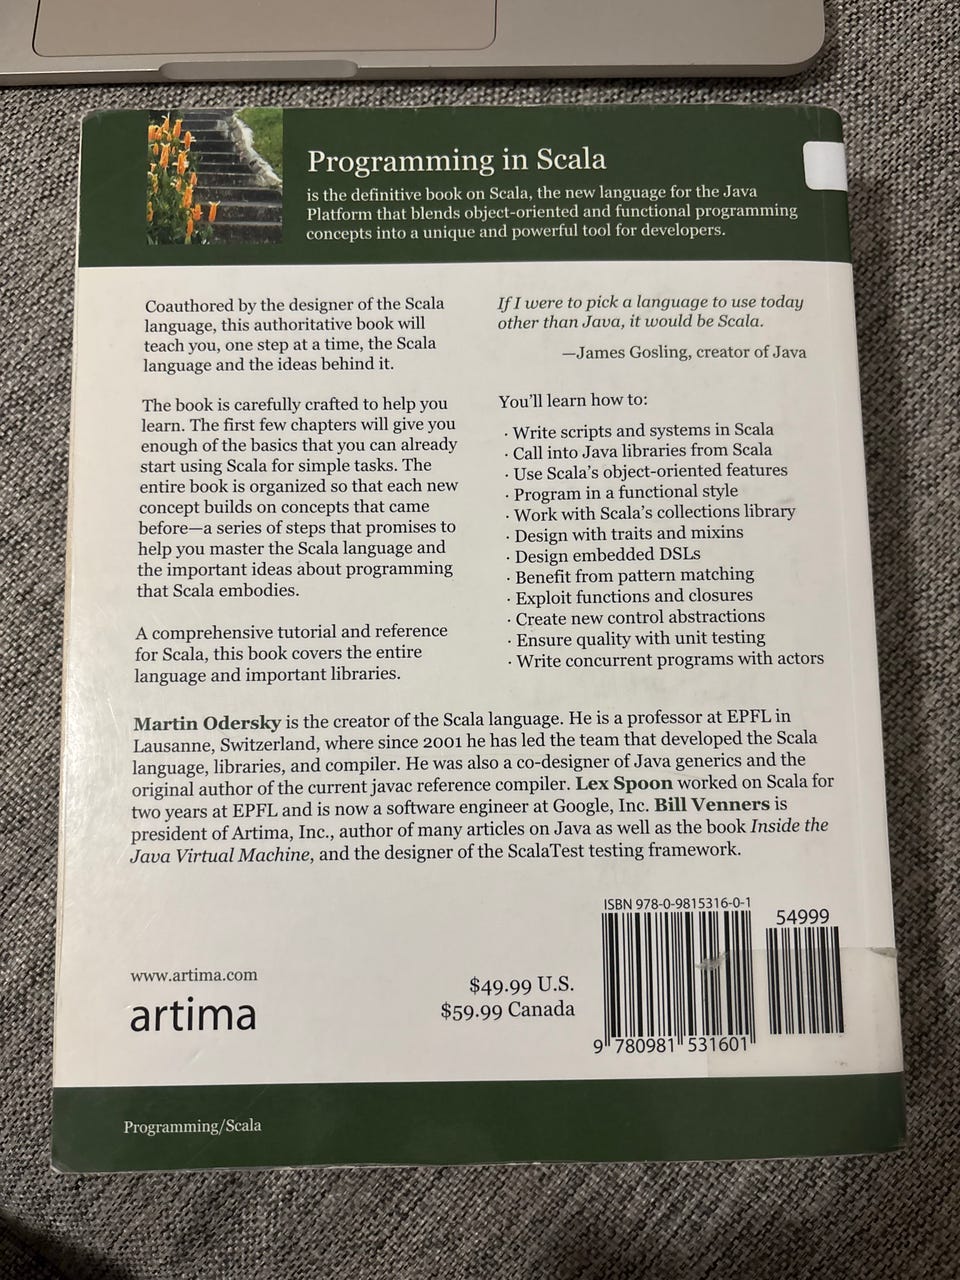 Programming in Scala
is the definitive book on Scala, the new language for the Java
Platform that blends object-oriented and functional programming
concepts into a unique and powerful tool for developers.
Coauthored by the designer of the Scala
language, this authoritative book will
teach you, one step at a time, the Scala
language and the ideas behind it.
The book is carefully crafted to help you
learn. The first few chapters will give you
enough of the basics that you can already
start using Scala for simple tasks. The
entire book is organized so that each new
concept builds on concepts that came
before—a series of steps that promises to
help you master the Scala language and
the important ideas about programming
that Scala embodies.
A comprehensive tutorial and reference
for Scala, this book covers the entire
language and important libraries.
If I were to pick a language to use today
other than Java, it would be Scala.
—James Gosling, creator of Java
You'll learn how to:
· Write scripts and systems in Scala
· Call into Java libraries from Scala
· Use Scala's object-oriented features
· Program in a functional style
· Work with Scala's collections library
· Design with traits and mixins
· Design embedded DSLs
· Benefit from pattern matching
· Exploit functions and closures
· Create new control abstractions
· Ensure quality with unit testing
· Write concurrent programs with actors
Martin Odersky is the creator of the Scala language. He is a professor at EPFL in
Lausanne, Switzerland, where since 2001 he has led the team that developed the Scala
language, libraries, and compiler. He was also a co-designer of Java generics and the
original author of the current javac reference compiler. Lex Spoon worked on Scala for
two years at EPFL and is now a software engineer at Google, Inc. Bill Venners is
president of Artima, Inc., author of many articles on Java as well as the book Inside the
Java Virtual Machine, and the designer of the ScalaTest testing framework.
www.artima.com
artima
$49.99 U.S.
$59.99 Canada
ISBN 978-0-9815316-0-1
54999
9 780981 531601
Programming/Scala